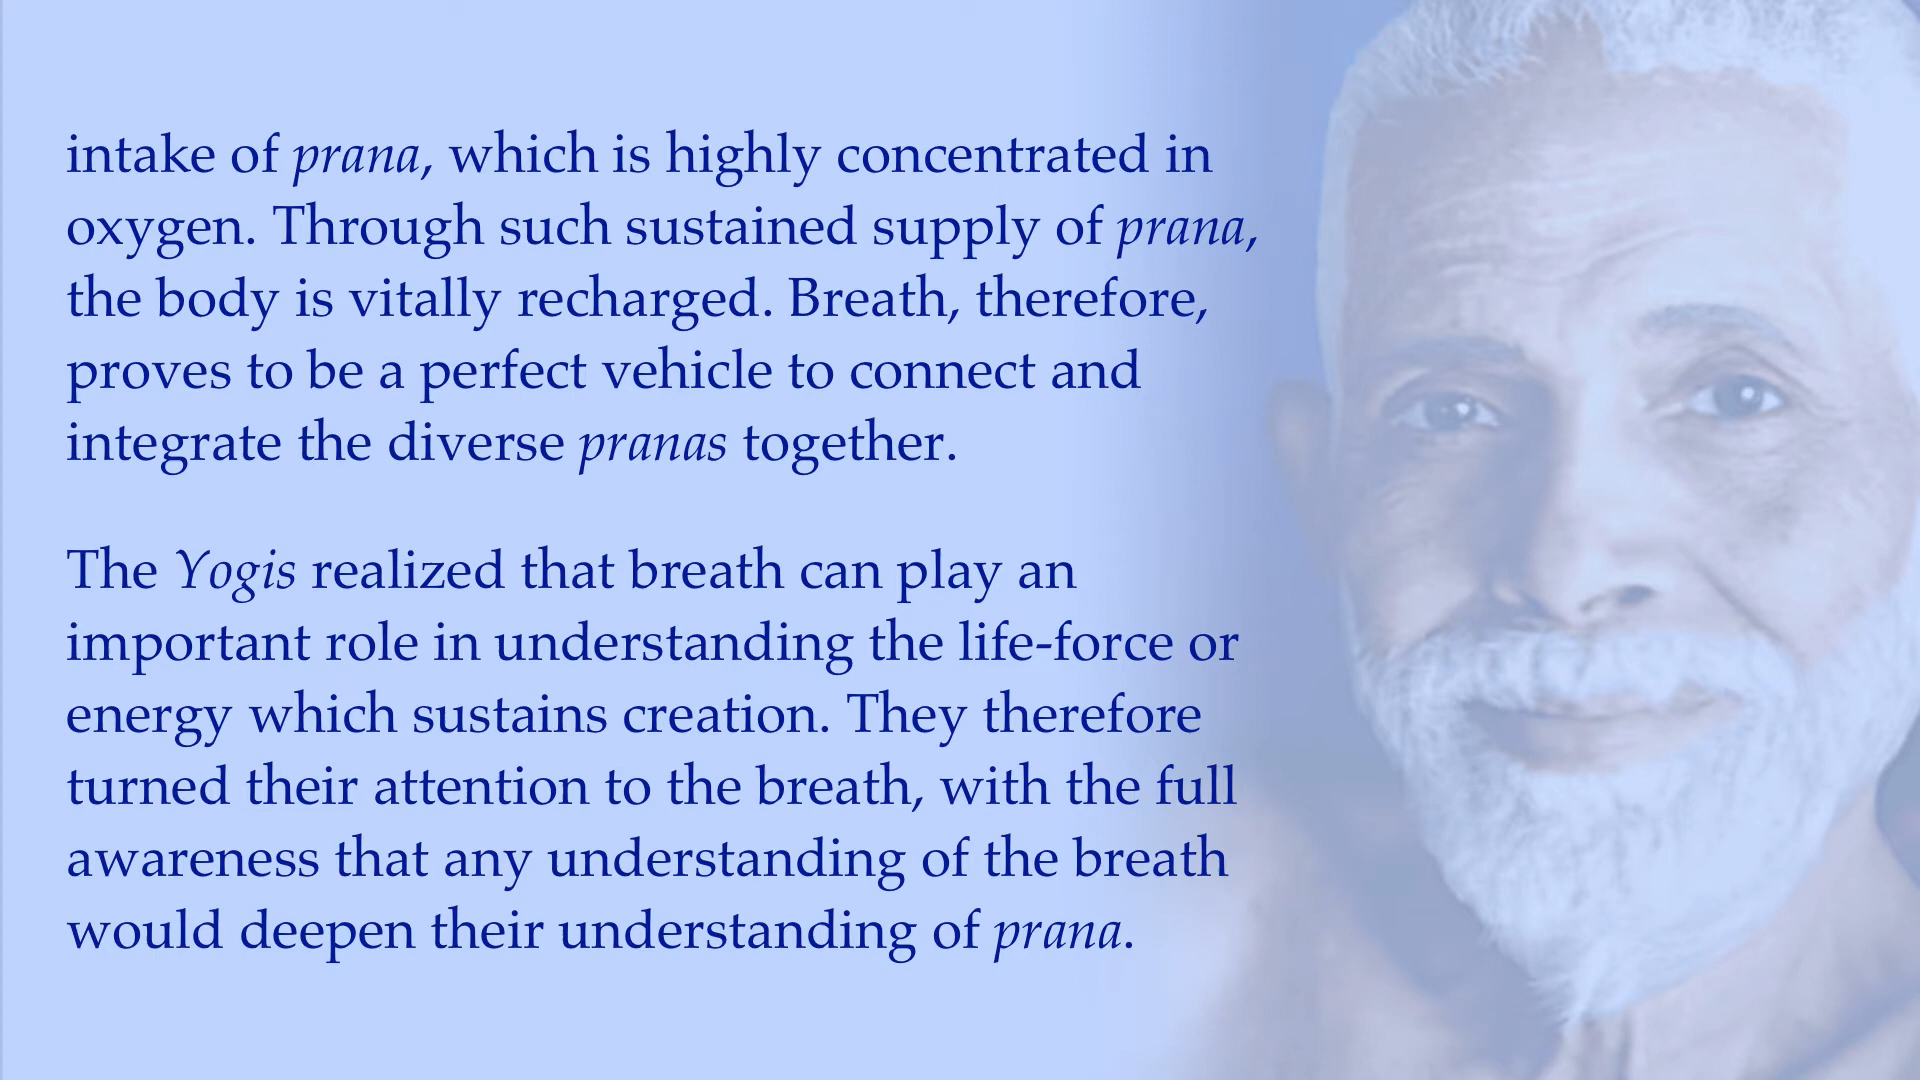 intake of prana, which is highly concentrated in
oxygen. Through such sustained supply of prana,
the body is vitally recharged. Breath, therefore,
proves to be a perfect vehicle to connect and
integrate the diverse pranas together.
The Yogis realized that breath can play an
important role in understanding the life-force or
energy which sustains creation. They therefore
turned their attention to the breath, with the full
awareness that any understanding of the breath
would deepen their understanding of prana.